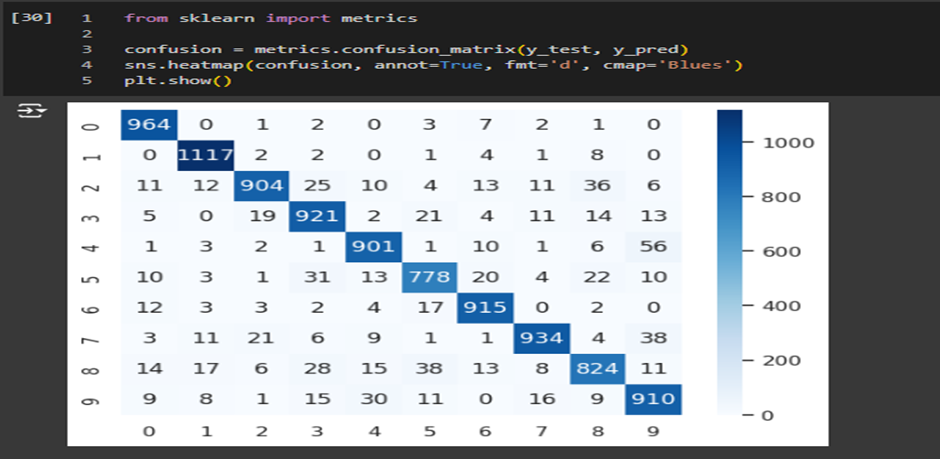 [30] 1 from sklearn import metrics
2
3 confusion = metrics.confusion_matrix(y_test, y_pred)
4 sns.heatmap(confusion, annot=True, fmt='d', cmap='Blues')
5 plt.show()
0 964 0 1 2 0 3 7 2 1 0
1 0 1117 2 2 0 1 4 1 8 0
2 11 12 904 25 10 4 13 11 36 6
3 5 0 19 921 2 21 4 11 14 13
4 1 3 2 1 901 1 10 1 6 56
5 10 3 1 31 13 778 20 4 22 10
6 12 3 3 2 4 17 915 0 2 0
7 3 11 21 6 9 1 1 934 4 38
8 14 17 6 28 15 38 13 8 824 11
9 9 8 1 15 30 11 0 16 9 910
0 1 2 3 4 5 6 7 8 9
1000
800
600
400
200
0